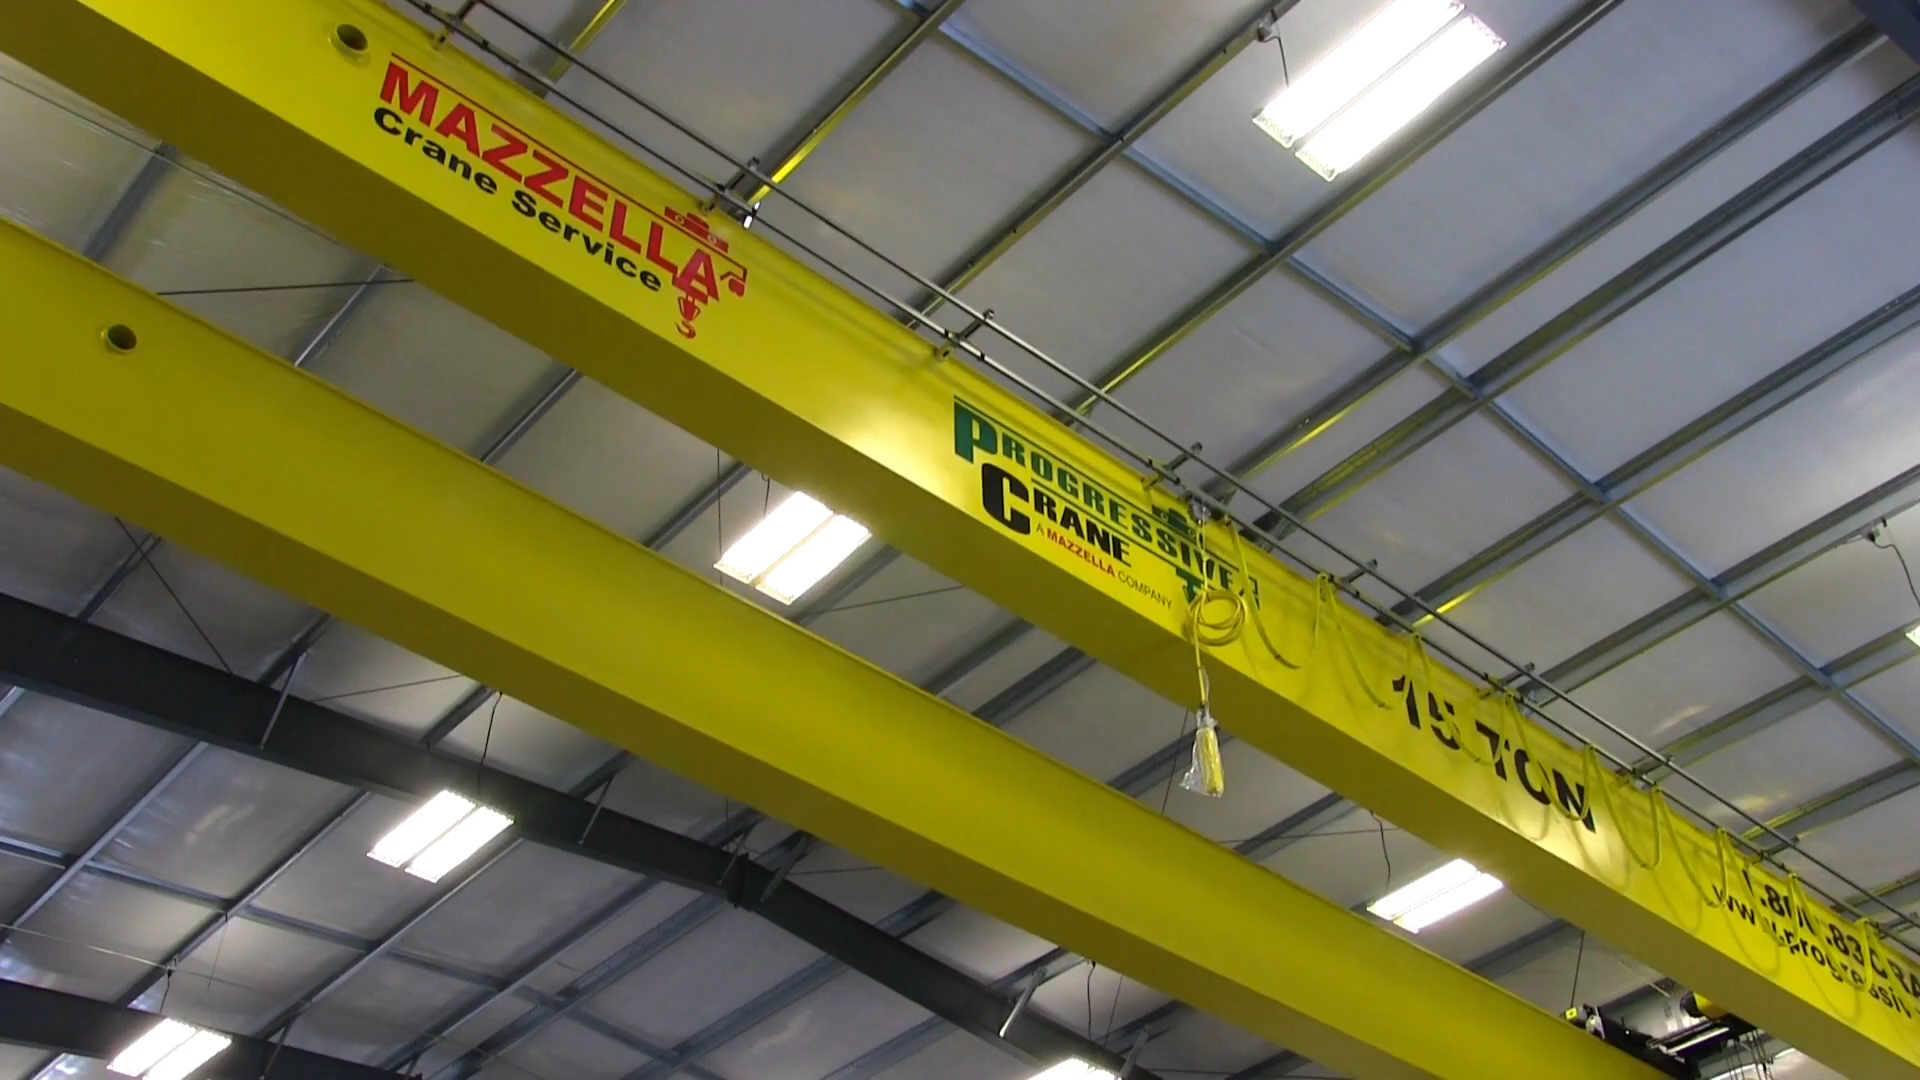 MAZZELLA
Crane Service
PROGRESSIVE
CRANE
A MAZZELLA COMPANY
15 TON